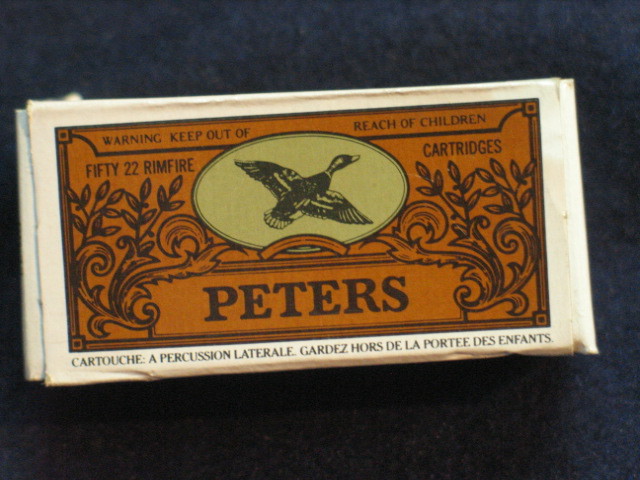 WARNING KEEP OUT OF REACH OF CHILDREN
FIFTY 22 RIMFIRE CARTRIDGES
PETERS
CARTOUCHE: A PERCUSSION LATERALE. GARDEZ HORS DE LA PORTEE DES ENFANTS.